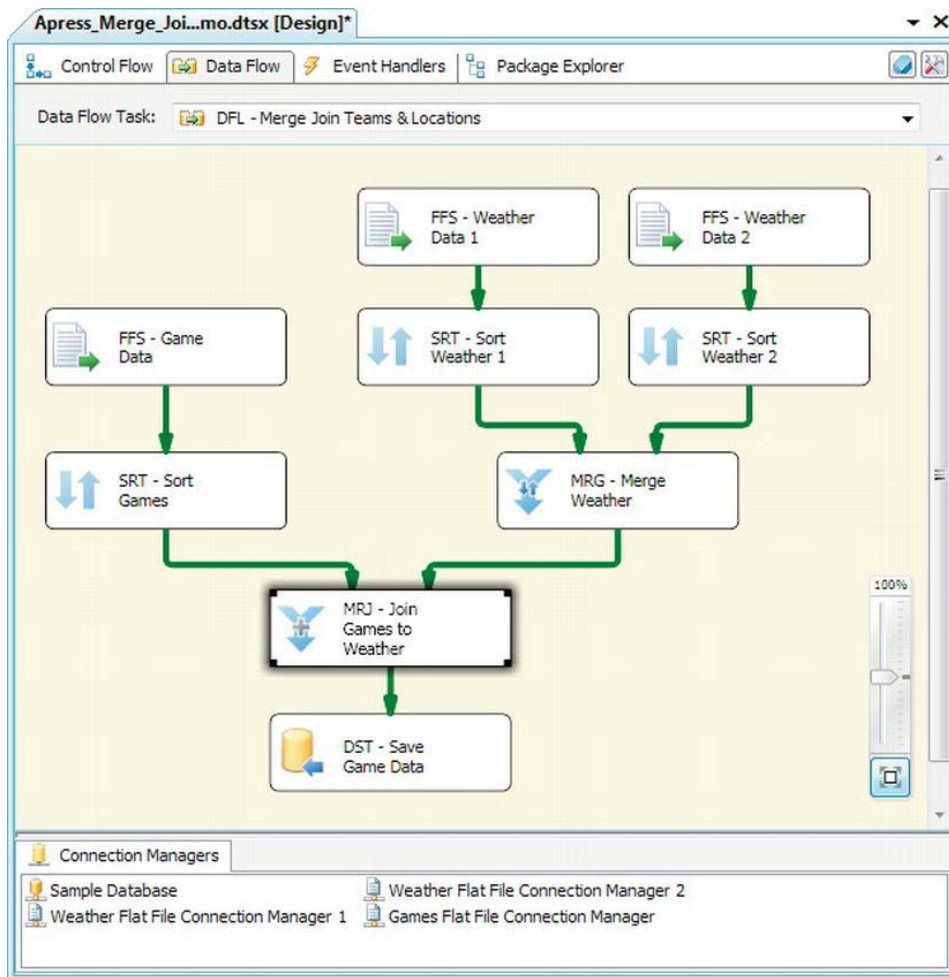 Apress_Merge_Joi...mo.dtsx [Design]*
Control Flow Data Flow Event Handlers Package Explorer
Data Flow Task: DFL - Merge Join Teams & Locations
FFS - Weather
Data 1
FFS - Weather
Data 2
FFS - Game
Data
SRT - Sort
Weather 1
SRT - Sort
Weather 2
SRT - Sort
Games
MRG - Merge
Weather
100%
MRJ - Join
Games to
Weather
DST - Save
Game Data
Connection Managers
Sample Database
Weather Flat File Connection Manager 2
Weather Flat File Connection Manager 1
Games Flat File Connection Manager